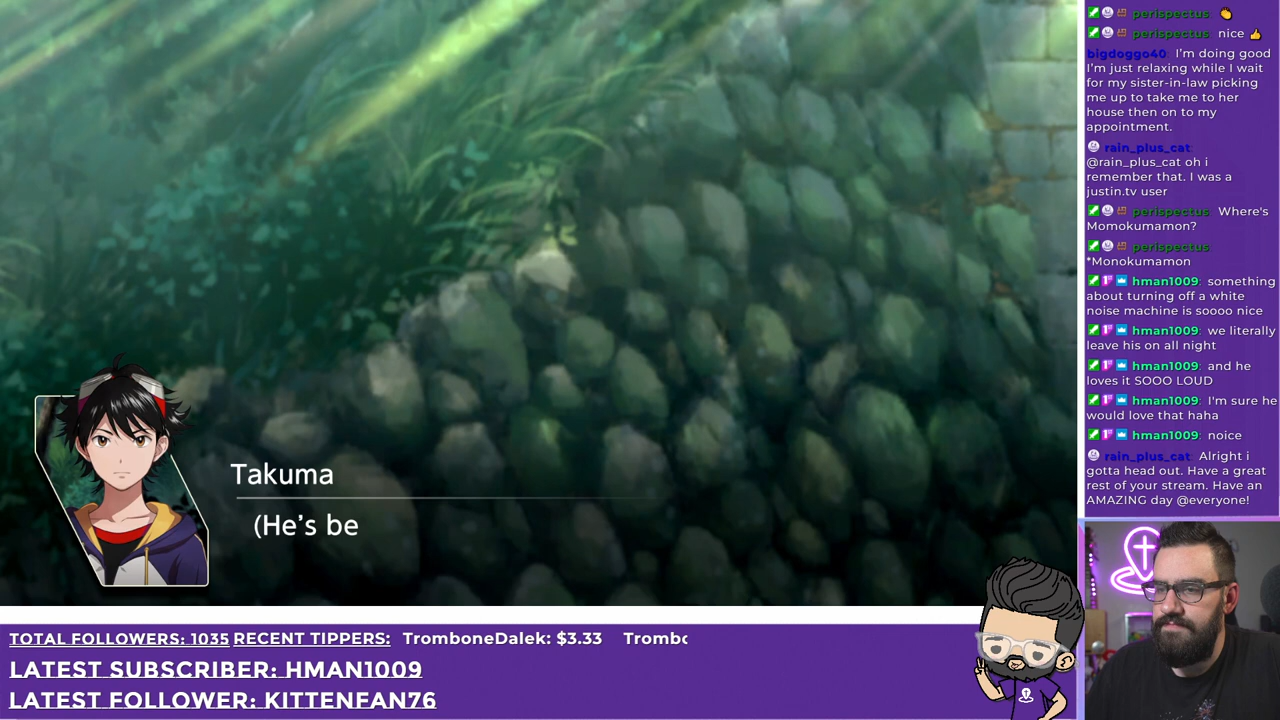 perispectus: 👏
perispectus: nice 👍
bigdoggo40: I'm doing good
I'm just relaxing while I wait
for my sister-in-law picking
me up to take me to her
house then on to my
appointment.
rain_plus_cat:
@rain_plus_cat oh i
remember that. I was a
justin.tv user
perispectus: Where's
Momokumamon?
perispectus:
*Monokumamon
hman1009: something
about turning off a white
noise machine is soooo nice
hman1009: we literally
leave his on all night
hman1009: and he
loves it SOOO LOUD
hman1009: I'm sure he
would love that haha
hman1009: noice
rain_plus_cat: Alright i
gotta head out. Have a great
rest of your stream. Have an
AMAZING day @everyone!
Takuma
(He's be
TOTAL FOLLOWERS: 1035 RECENT TIPPERS: TromboneDalek: $3.33 Trombo
LATEST SUBSCRIBER: HMAN1009
LATEST FOLLOWER: KITTENFAN76